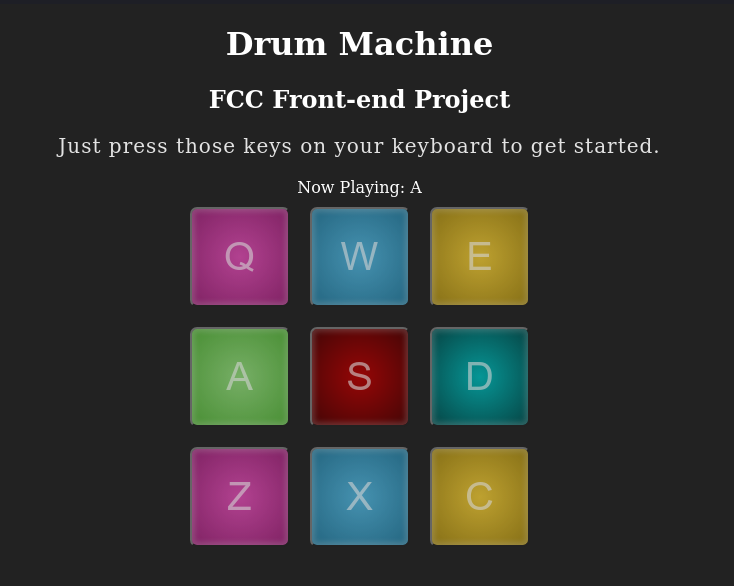 Drum Machine
FCC Front-end Project
Just press those keys on your keyboard to get started.
Now Playing: A
Q W E
A S D
Z X C